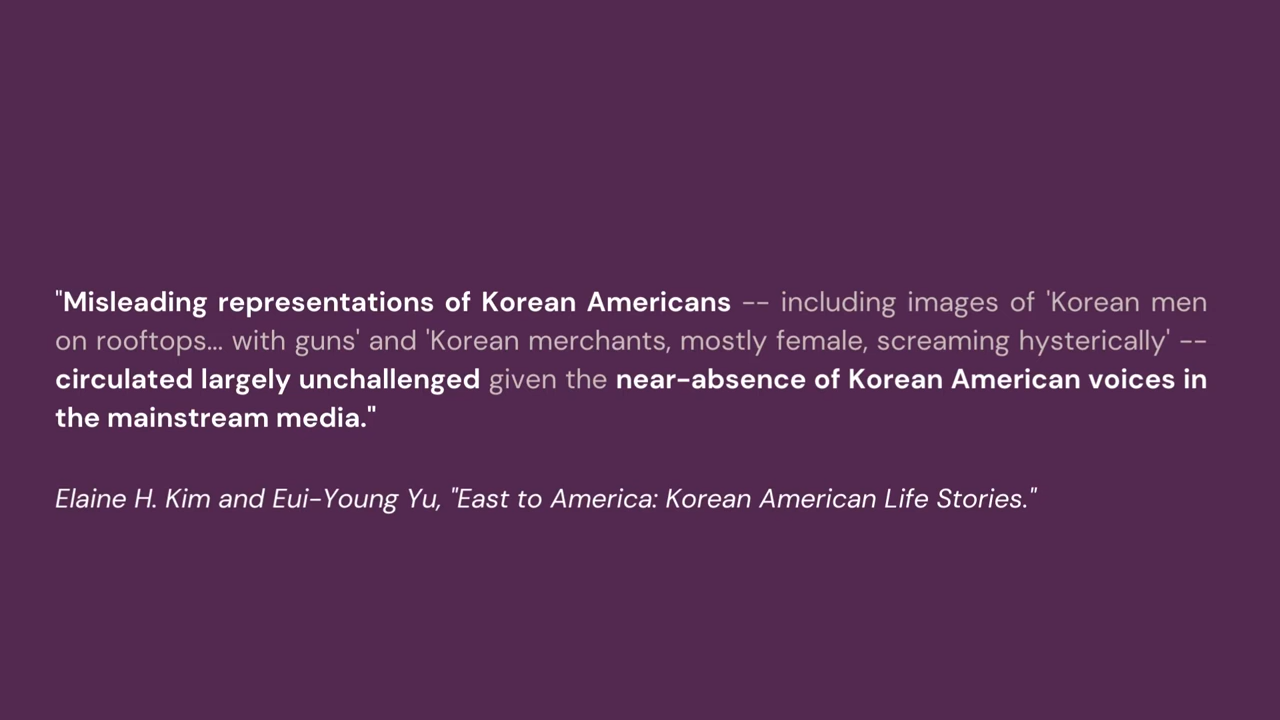 "Misleading representations of Korean Americans -- including images of 'Korean men
on rooftops... with guns' and 'Korean merchants, mostly female, screaming hysterically' --
circulated largely unchallenged given the near-absence of Korean American voices in
the mainstream media."
Elaine H. Kim and Eui-Young Yu, "East to America: Korean American Life Stories."